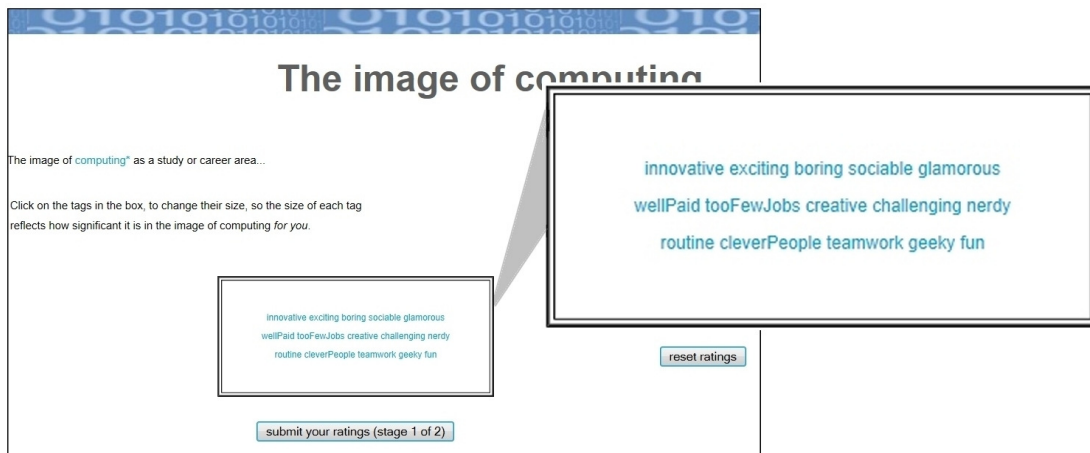 The image of computing
The image of computing* as a study or career area...
Click on the tags in the box, to change their size, so the size of each tag
reflects how significant it is in the image of computing for you.
innovative exciting boring sociable glamorous
wellPaid tooFewJobs creative challenging nerdy
routine cleverPeople teamwork geeky fun
innovative exciting boring sociable glamorous
wellPaid tooFewJobs creative challenging nerdy
routine cleverPeople teamwork geeky fun
reset ratings
submit your ratings (stage 1 of 2)